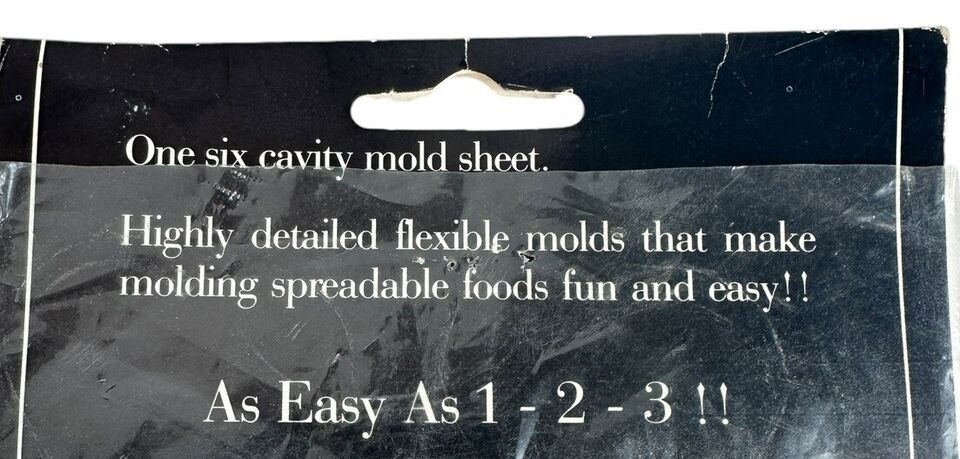 One six cavity mold sheet.
Highly detailed flexible molds that make
molding spreadable foods fun and easy!!
As Easy As 1 - 2 - 3 !!